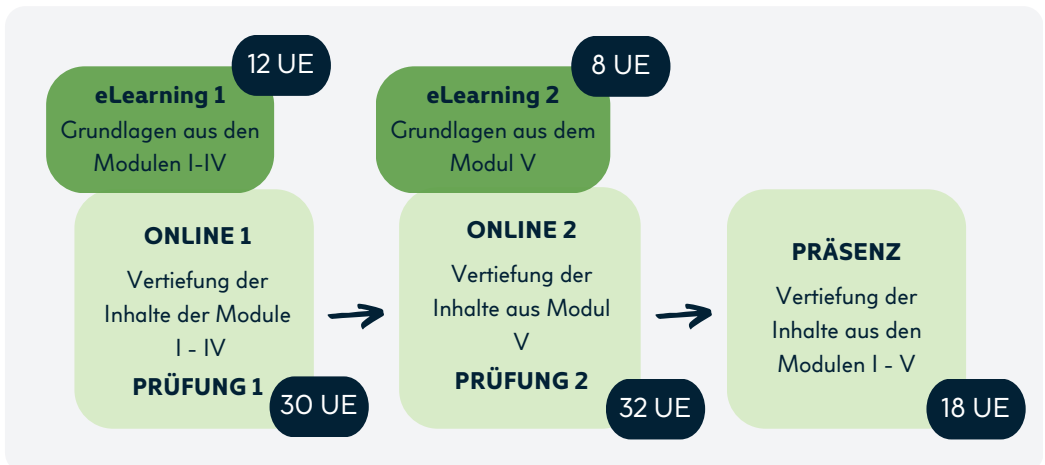 12 UE
eLearning 1
Grundlagen aus den
Modulen I-IV
ONLINE 1
Vertiefung der
Inhalte der Module
I - IV
PRÜFUNG 1
30 UE
8 UE
eLearning 2
Grundlagen aus dem
Modul V
ONLINE 2
Vertiefung der
Inhalte aus Modul
V
PRÜFUNG 2
32 UE
PRÄSENZ
Vertiefung der
Inhalte aus den
Modulen I - V
18 UE